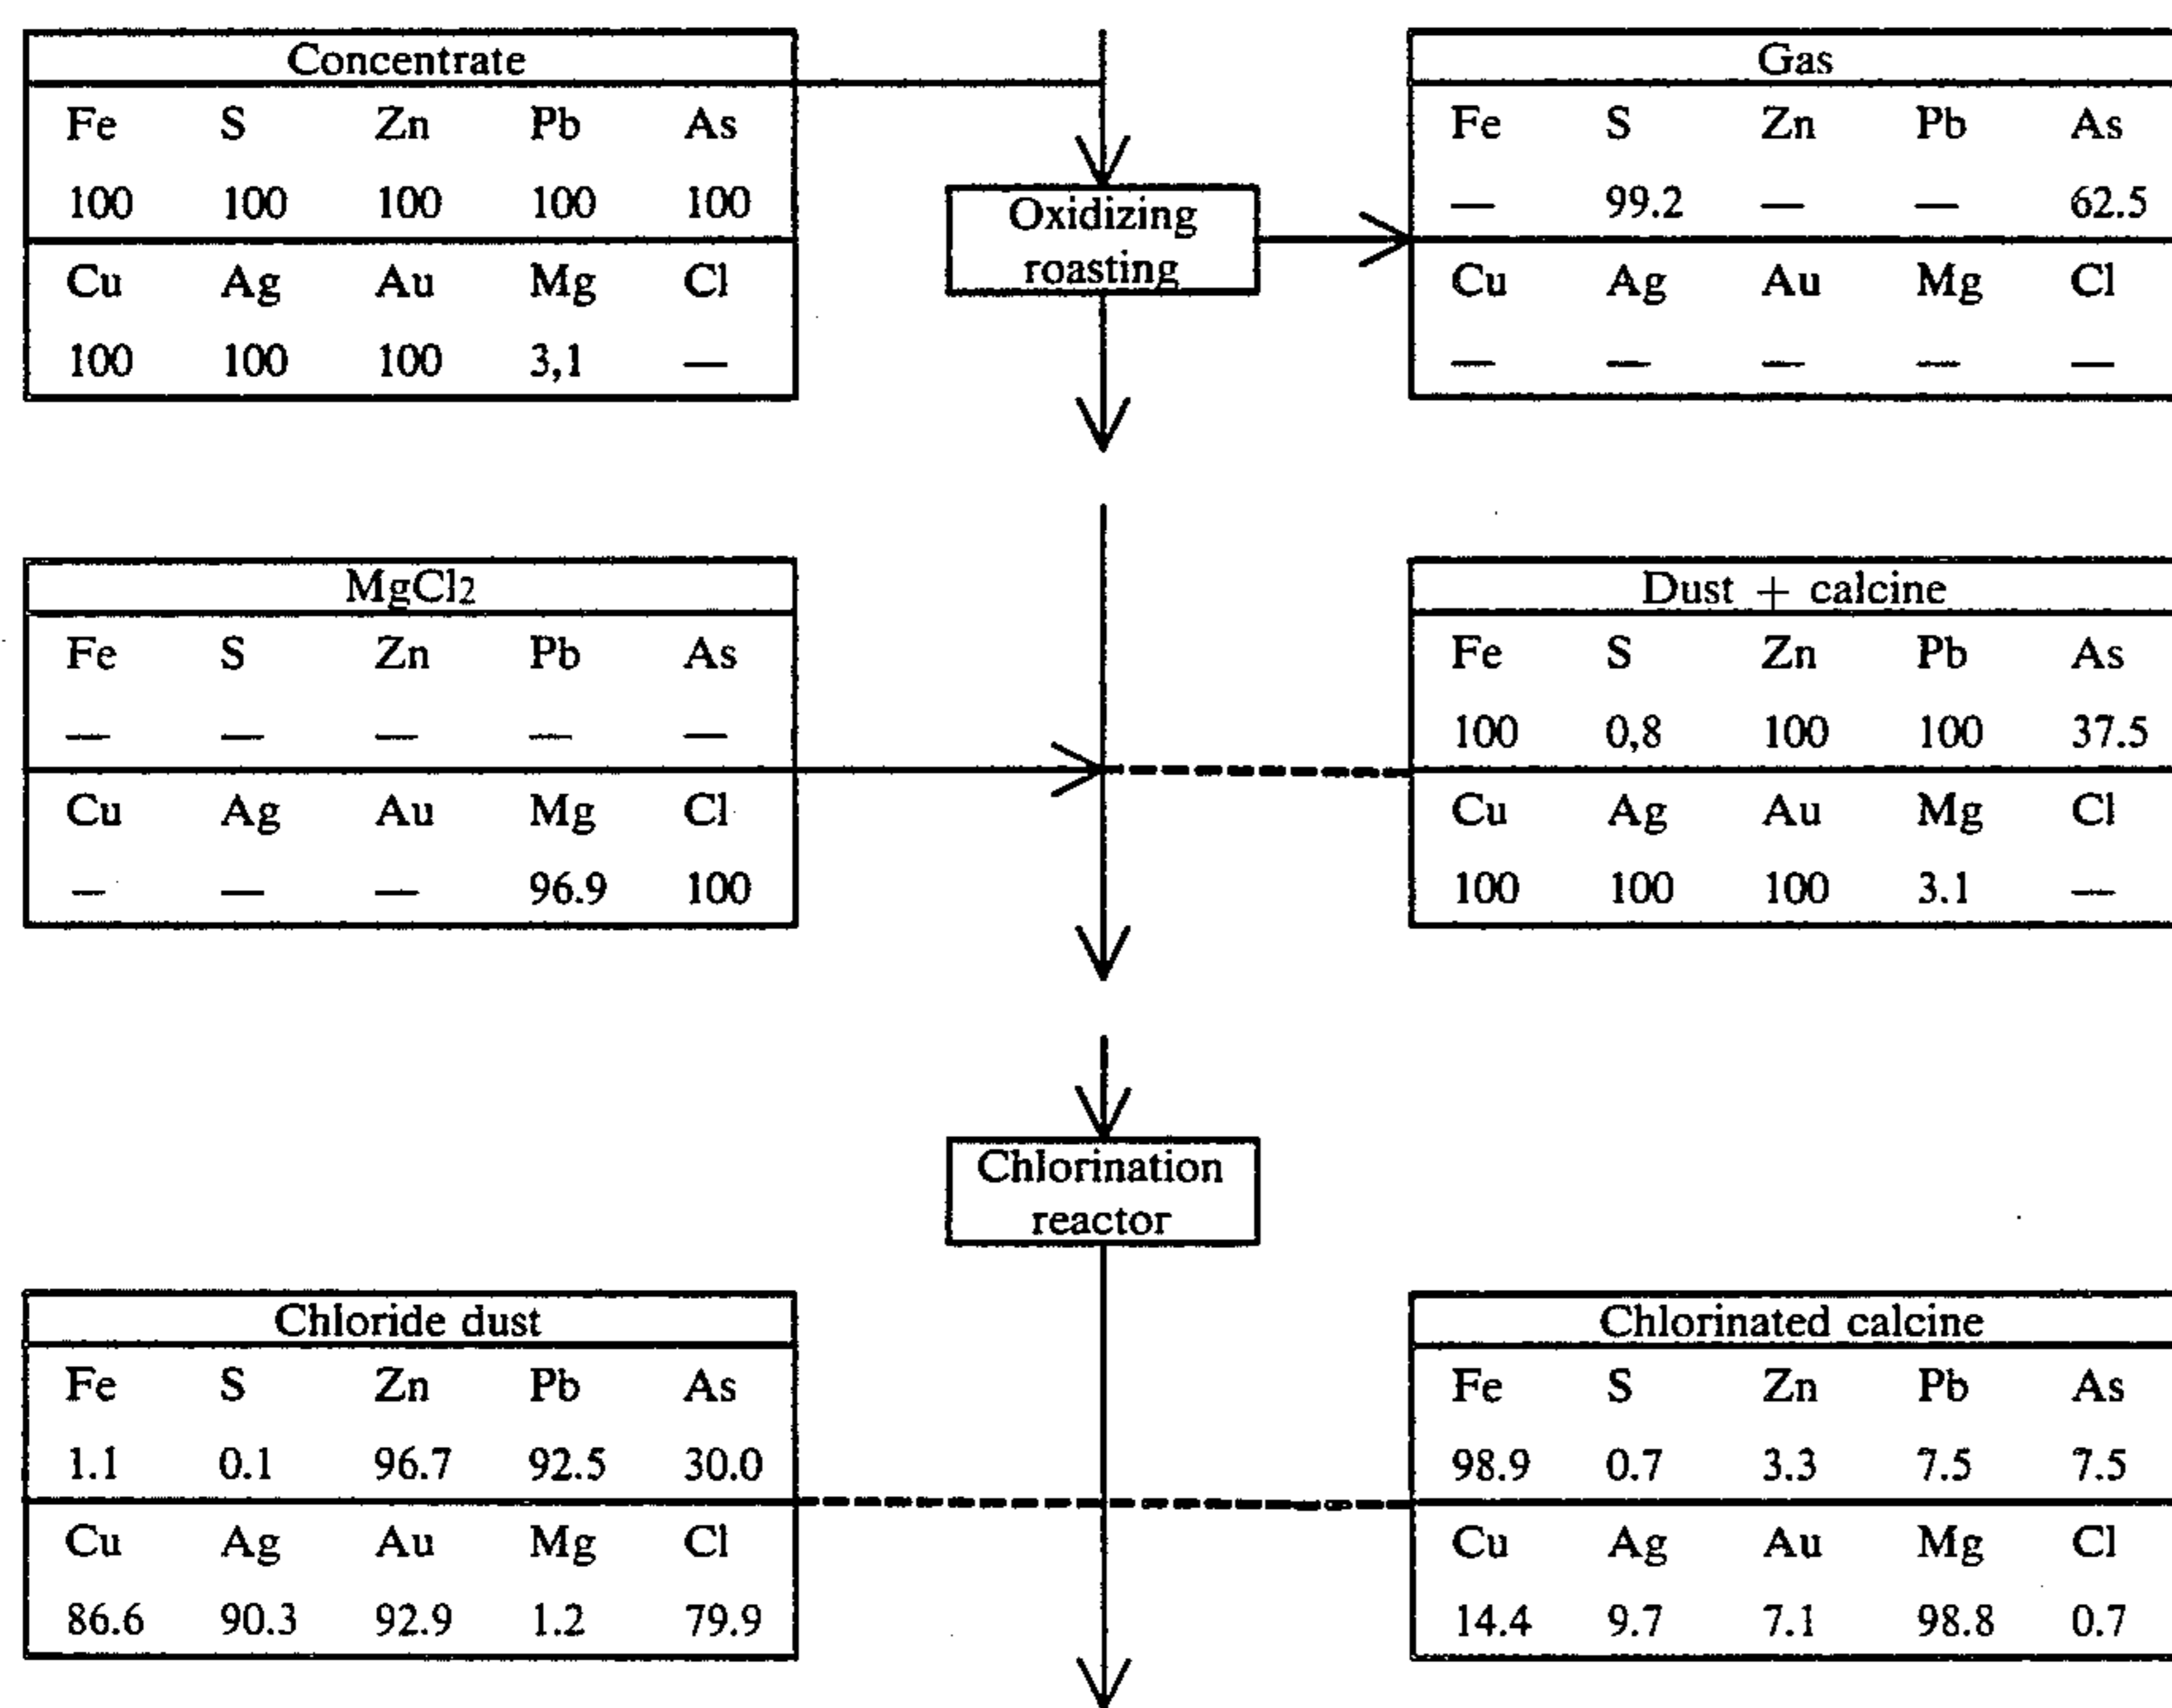 Concentrate
Fe S Zn Pb As
100 100 100 100 100
Cu Ag Au Mg Cl
100 100 100 3,1 —
Oxidizing
roasting
Gas
Fe S Zn Pb As
— 99.2 — — 62.5
Cu Ag Au Mg Cl
— — — — —
MgCl2
Fe S Zn Pb As
— — — — —
Cu Ag Au Mg Cl
— — — 96.9 100
Dust + calcine
Fe S Zn Pb As
100 0,8 100 100 37.5
Cu Ag Au Mg Cl
100 100 100 3.1 —
Chlorination
reactor
Chloride dust
Fe S Zn Pb As
1.1 0.1 96.7 92.5 30.0
Cu Ag Au Mg Cl
86.6 90.3 92.9 1.2 79.9
Chlorinated calcine
Fe S Zn Pb As
98.9 0.7 3.3 7.5 7.5
Cu Ag Au Mg Cl
14.4 9.7 7.1 98.8 0.7